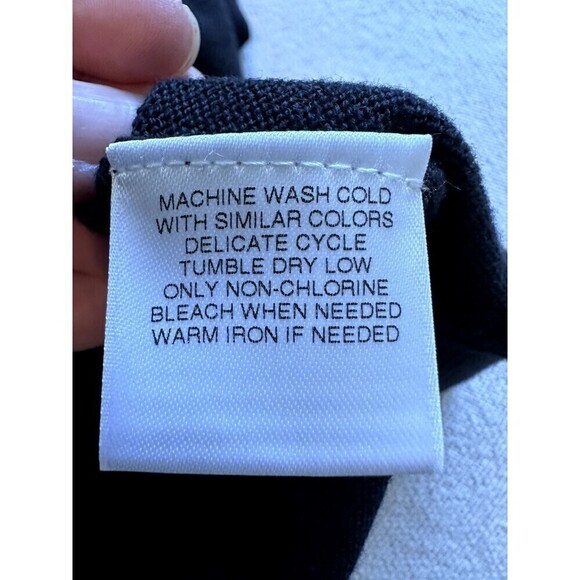 MACHINE WASH COLD
WITH SIMILAR COLORS
DELICATE CYCLE
TUMBLE DRY LOW
ONLY NON-CHLORINE
BLEACH WHEN NEEDED
WARM IRON IF NEEDED